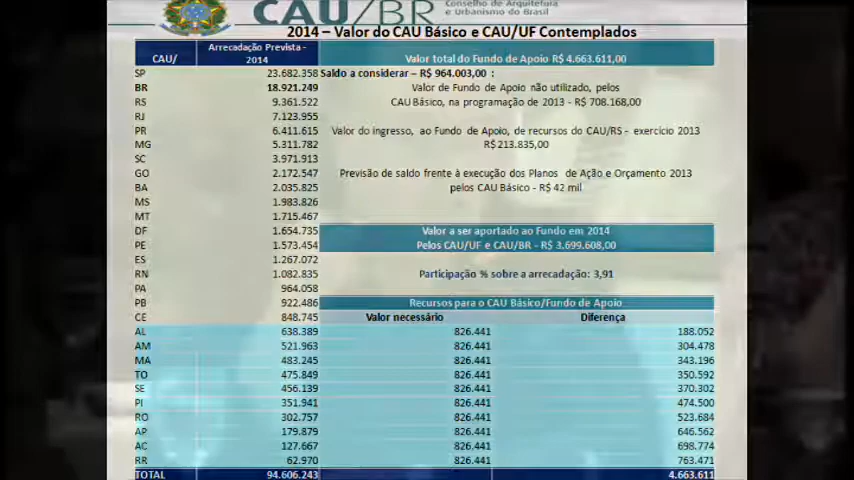 CAU/BR Conselho de Arquitetura
e Urbanismo do Brasil
2014 – Valor do CAU Básico e CAU/UF Contemplados
CAU/ Arrecadação Prevista - 2014 Valor total do Fundo de Apoio R$ 4.663.611,00
SP 23.682.358 Saldo a considerar – R$ 964.003,00 :
BR 18.921.249 Valor de Fundo de Apoio não utilizado, pelos
RS 9.361.522 CAU Básico, na programação de 2013 - R$ 708.168,00
RJ 7.123.955
PR 6.411.615 Valor do ingresso, ao Fundo de Apoio, de recursos do CAU/RS - exercício 2013
MG 5.311.782 R$ 213.835,00
SC 3.971.913
GO 2.172.547 Previsão de saldo frente à execução dos Planos de Ação e Orçamento 2013
BA 2.035.825 pelos CAU Básico - R$ 42 mil
MS 1.983.826
MT 1.715.467
DF 1.654.735 Valor a ser aportado ao Fundo em 2014
PE 1.573.454 Pelos CAU/UF e CAU/BR - R$ 3.699.608,00
ES 1.267.072
RN 1.082.835 Participação % sobre a arrecadação: 3,91
PA 964.058
PB 922.486 Recursos para o CAU Básico/Fundo de Apoio
CE 848.745 Valor necessário Diferença
AL 638.389 826.441 188.052
AM 521.963 826.441 304.478
MA 483.245 826.441 343.196
TO 475.849 826.441 350.592
SE 456.139 826.441 370.302
PI 351.941 826.441 474.500
RO 302.757 826.441 523.684
AP 179.879 826.441 646.562
AC 127.667 826.441 698.774
RR 62.970 826.441 763.471
TOTAL 94.606.243 4.663.611